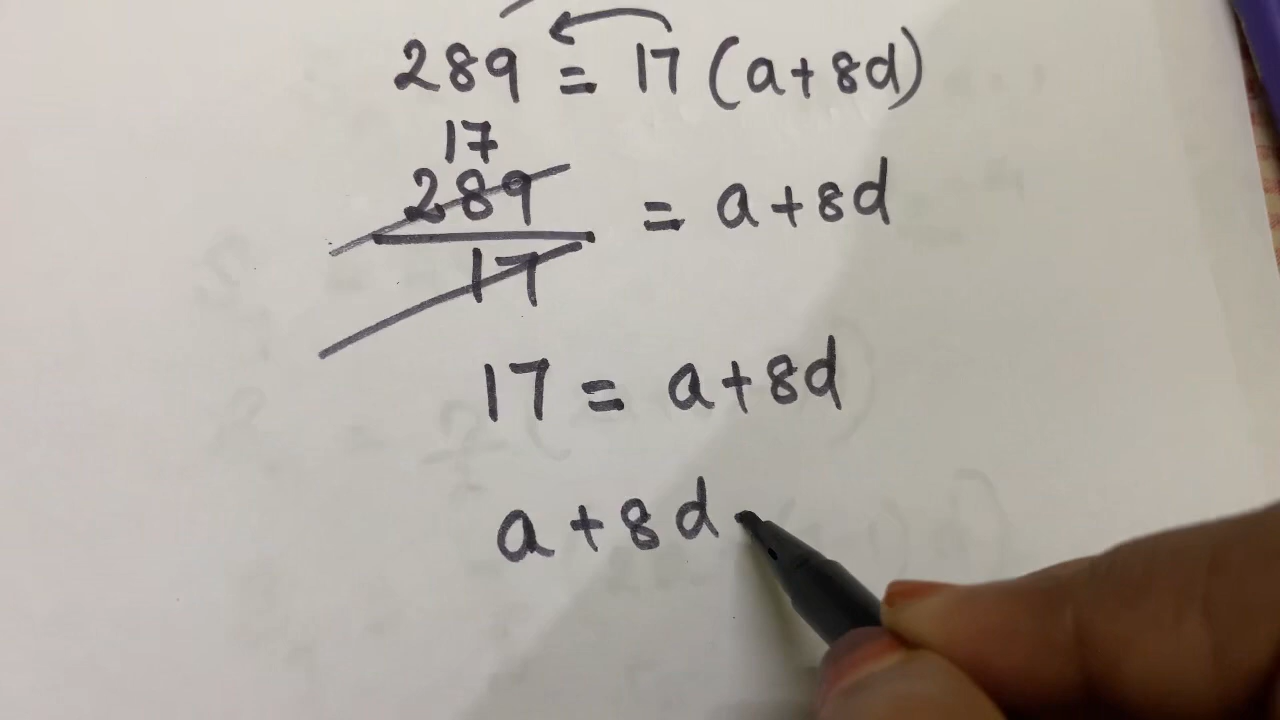 289 = 17 (a+8d)
17
289
17
= a+8d
17 = a+8d
a+8d